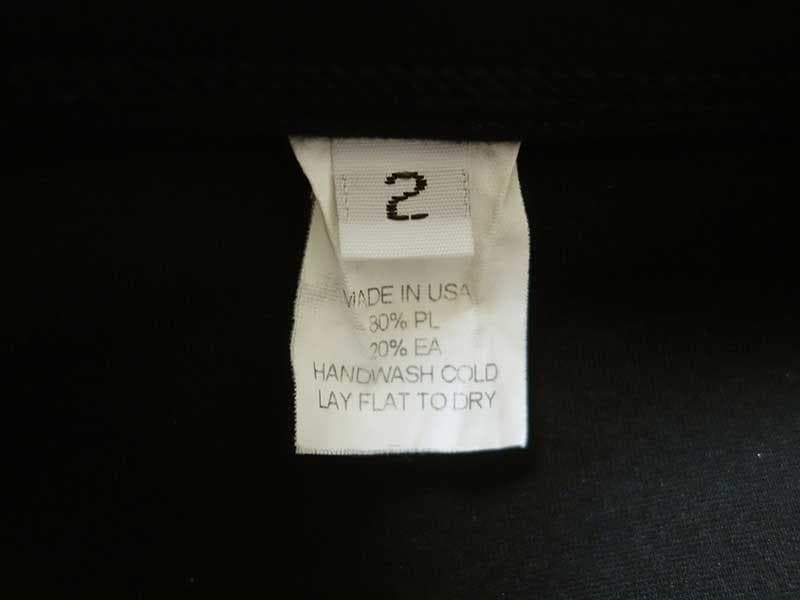 2
MADE IN USA
80% PL
20% EA
HANDWASH COLD
LAY FLAT TO DRY